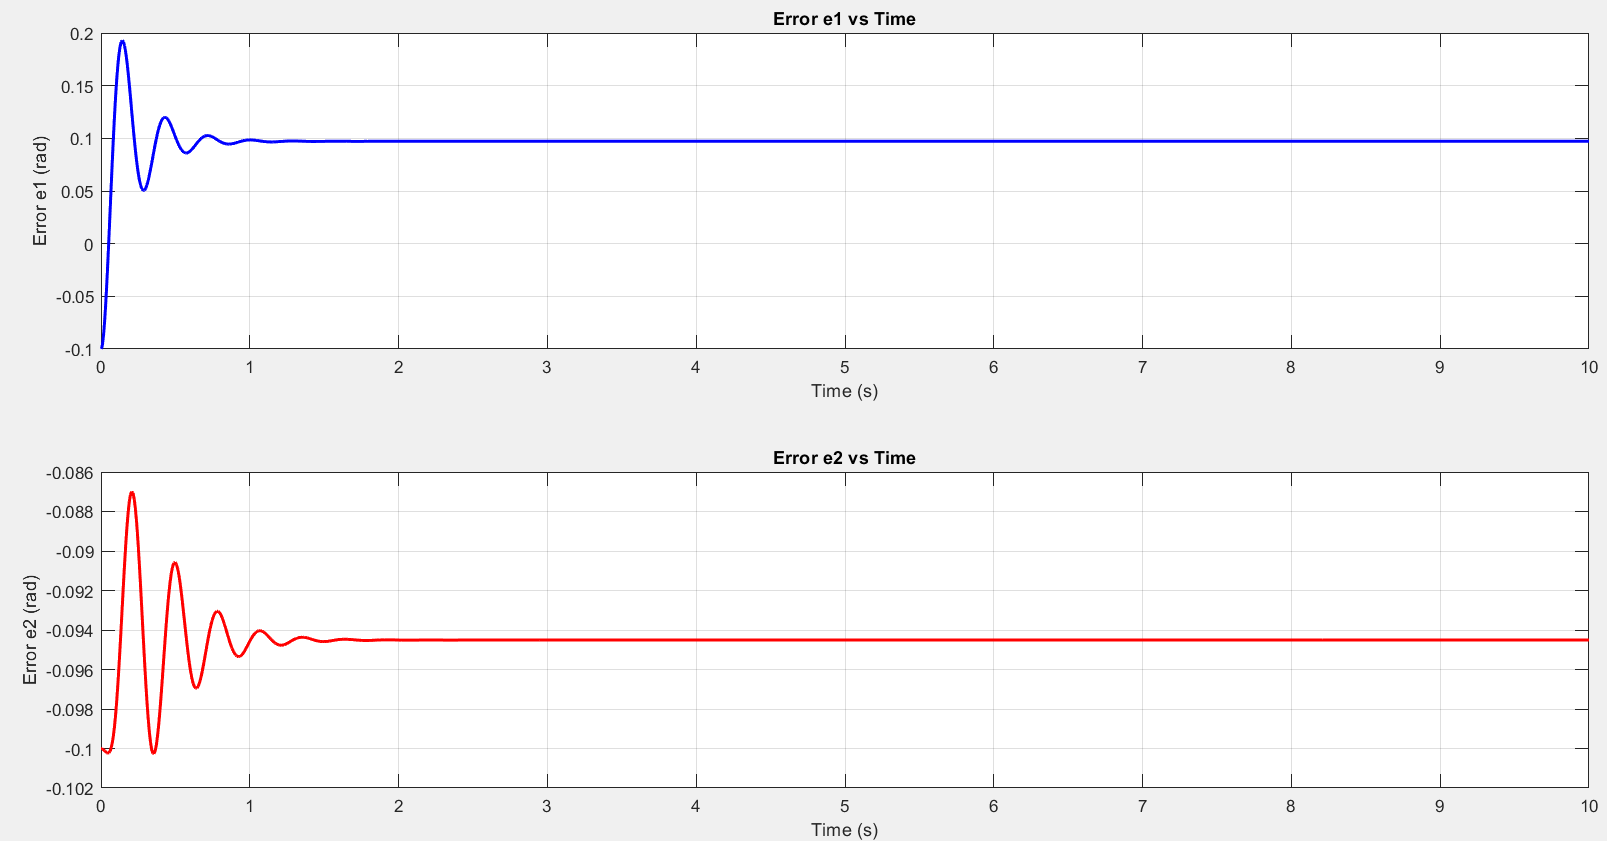 Error e1 vs Time
0.2
0.15
0.1
0.05
0
-0.05
-0.1
Error e1 (rad)
0 1 2 3 4 5 6 7 8 9 10
Time (s)
Error e2 vs Time
-0.086
-0.088
-0.09
-0.092
-0.094
-0.096
-0.098
-0.1
-0.102
Error e2 (rad)
0 1 2 3 4 5 6 7 8 9 10
Time (s)